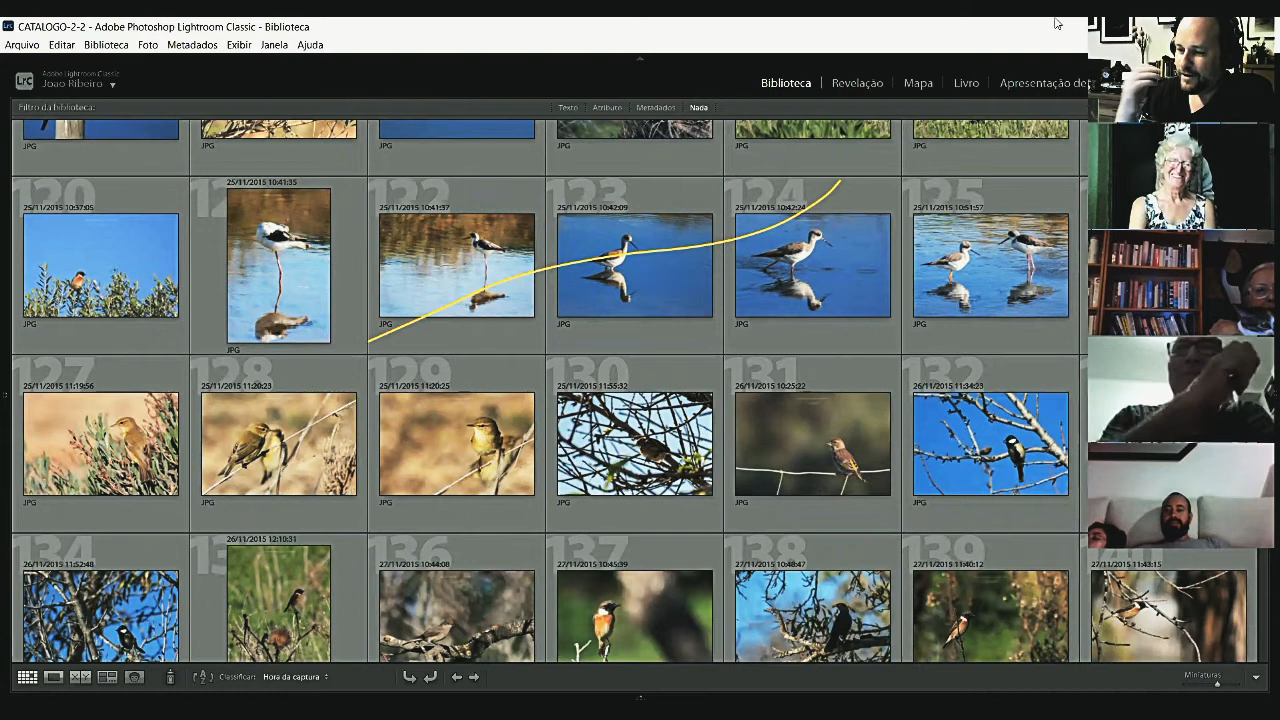 CATALOGO-2-2 - Adobe Photoshop Lightroom Classic - Biblioteca
Arquivo Editar Biblioteca Foto Metadados Exibir Janela Ajuda
LrC
Adobe Lightroom Classic
Joao Ribeiro
Biblioteca | Revelação | Mapa | Livro | Apresentação de
Filtro da biblioteca:
Texto Atributo Metadados Nada
JPG JPG JPG JPG JPG JPG
120 122 123 124 125
25/11/2015 10:37:05 25/11/2015 10:41:35 25/11/2015 10:41:37 25/11/2015 10:42:09 25/11/2015 10:42:24 25/11/2015 10:51:57
JPG JPG JPG JPG JPG JPG
127 128 129 130 131 132
25/11/2015 11:19:56 25/11/2015 11:20:23 25/11/2015 11:20:25 25/11/2015 11:55:32 26/11/2015 10:25:22 26/11/2015 11:34:23
JPG JPG JPG JPG JPG JPG
134 136 137 138 139 140
26/11/2015 11:52:48 26/11/2015 12:10:31 27/11/2015 10:44:08 27/11/2015 10:45:39 27/11/2015 10:48:47 27/11/2015 11:40:12 27/11/2015 11:43:15
Classificar: Hora da captura
Miniaturas